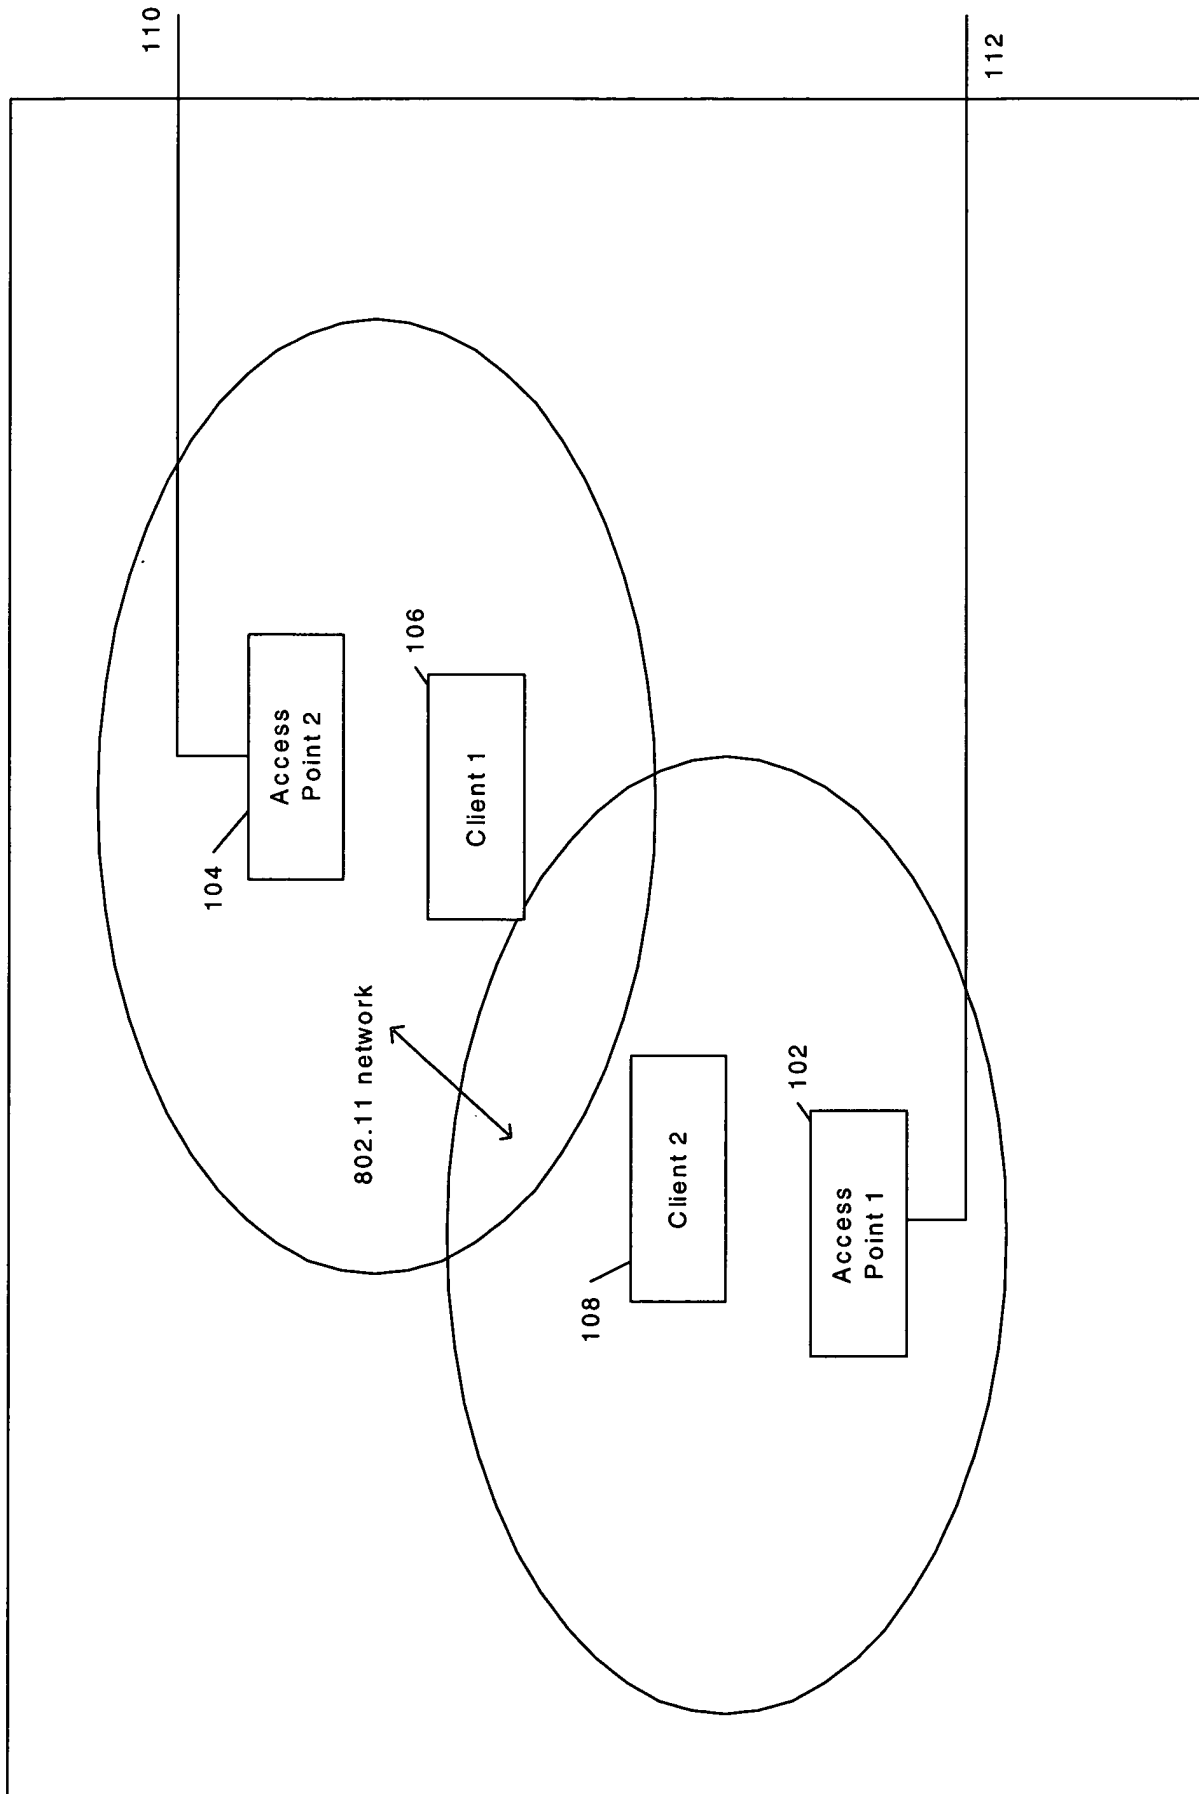 110
104
Access
Point 2
106
Client 1
802.11 network
108
Client 2
102
Access
Point 1
112